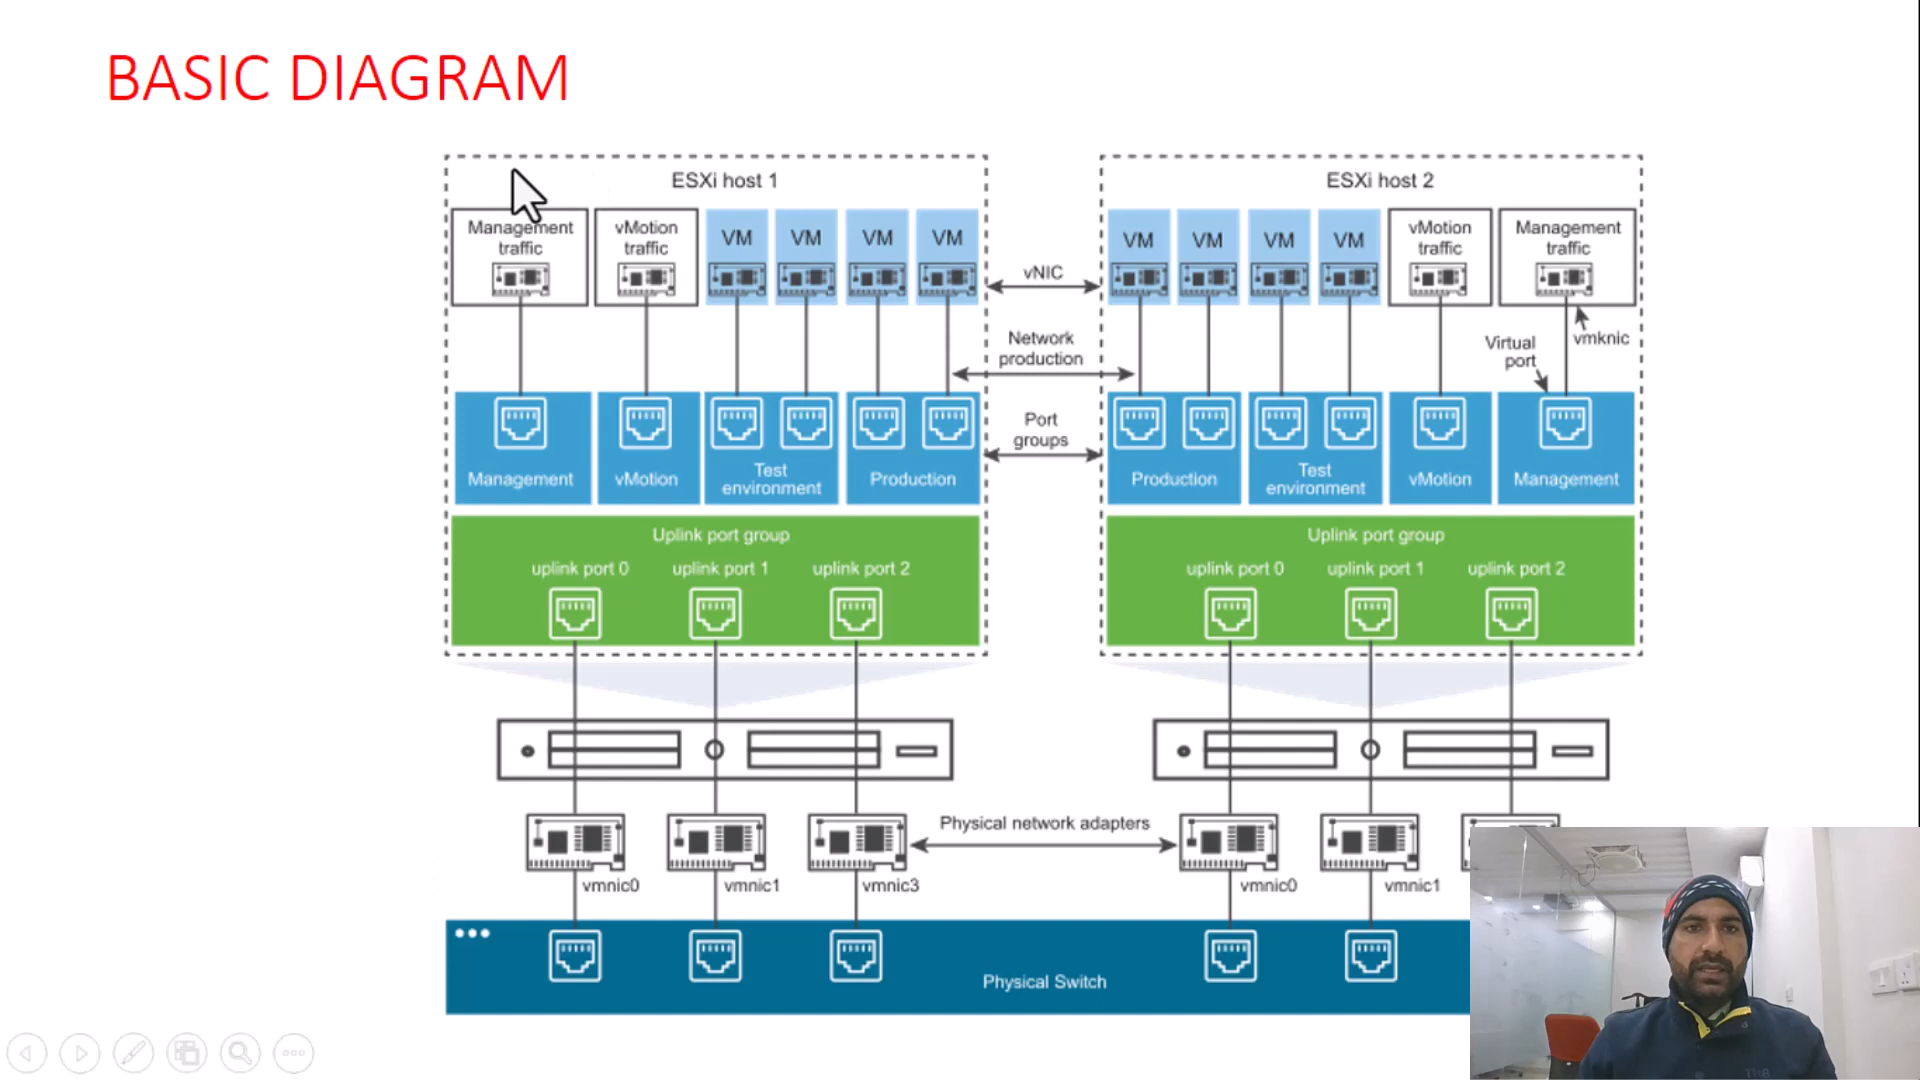 BASIC DIAGRAM
ESXi host 1
Management
traffic
vMotion
traffic
VM
VM
VM
VM
vNIC
Network
production
Port
groups
Management
vMotion
Test
environment
Production
Uplink port group
uplink port 0
uplink port 1
uplink port 2
ESXi host 2
VM
VM
VM
VM
vMotion
traffic
Management
traffic
Virtual
port
vmknic
Production
Test
environment
vMotion
Management
Uplink port group
uplink port 0
uplink port 1
uplink port 2
Physical network adapters
vmnic0
vmnic1
vmnic3
vmnic0
vmnic1
Physical Switch